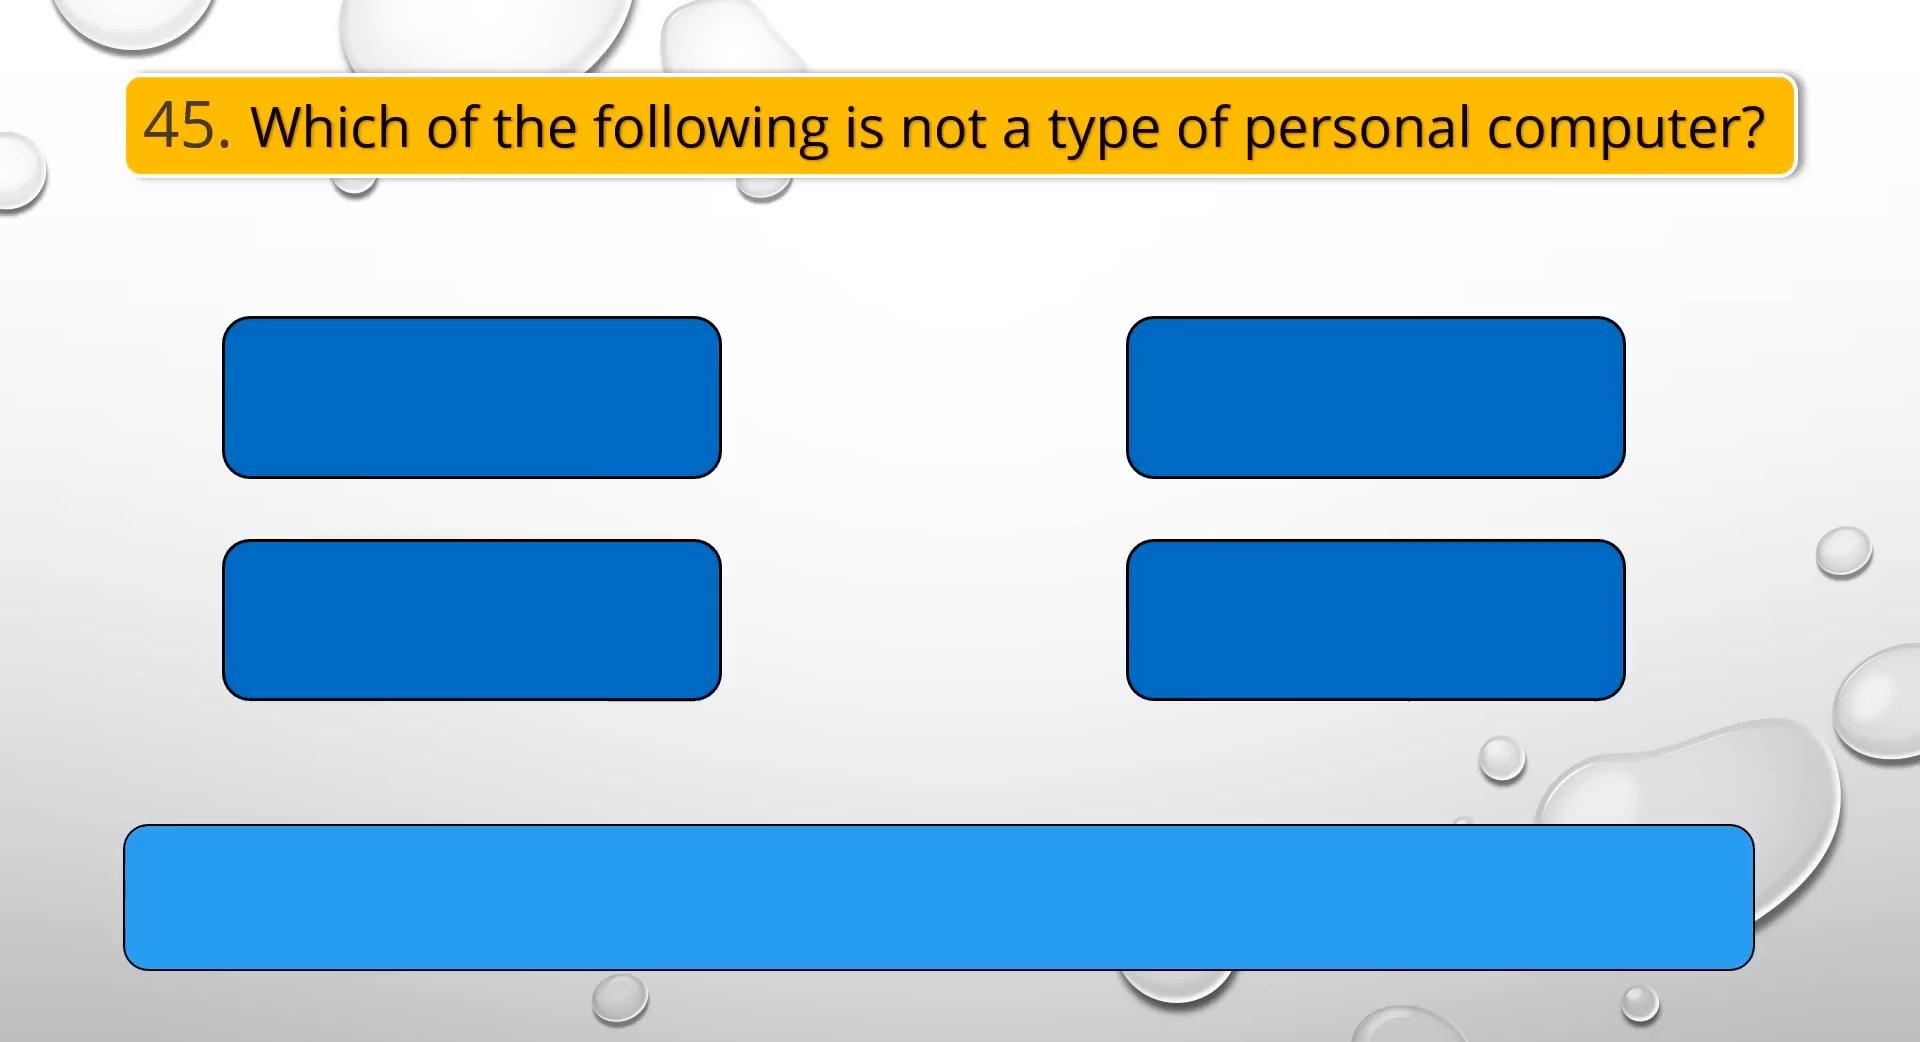 45. Which of the following is not a type of personal computer?